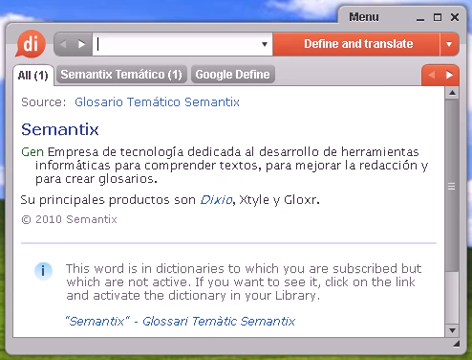 Menu
di
Define and translate
All (1)
Semantix Temático (1)
Google Define
Source: Glosario Temático Semantix
Semantix
Gen Empresa de tecnología dedicada al desarrollo de herramientas
informáticas para comprender textos, para mejorar la redacción y
para crear glosarios.
Su principales productos son Dixio, Xtyle y Gloxr.
© 2010 Semantix
This word is in dictionaries to which you are subscribed but
which are not active. If you want to see it, click on the link
and activate the dictionary in your Library.
"Semantix" - Glossari Temàtic Semantix